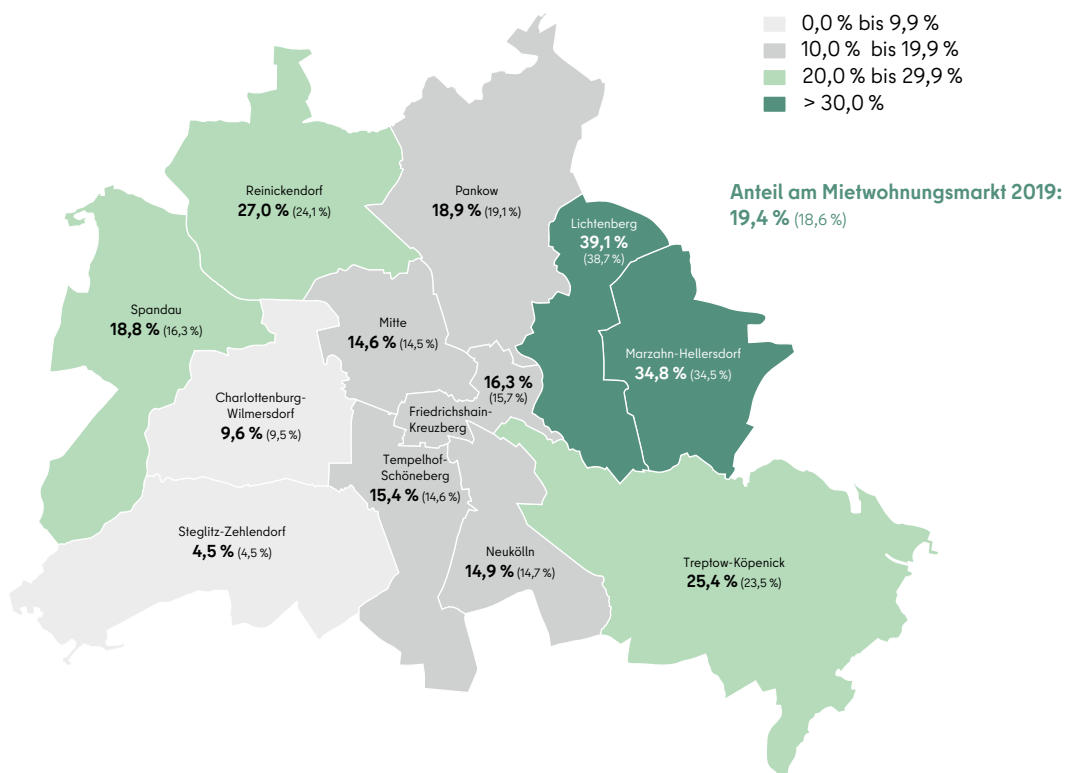 0,0 % bis 9,9 %
10,0 % bis 19,9 %
20,0 % bis 29,9 %
> 30,0 %
Anteil am Mietwohnungsmarkt 2019:
19,4 % (18,6 %)
Reinickendorf
27,0 % (24,1 %)
Pankow
18,9 % (19,1 %)
Lichtenberg
39,1 %
(38,7 %)
Spandau
18,8 % (16,3 %)
Mitte
14,6 % (14,5 %)
Marzahn-Hellersdorf
34,8 % (34,5 %)
16,3 %
(15,7 %)
Friedrichshain-
Kreuzberg
Charlottenburg-
Wilmersdorf
9,6 % (9,5 %)
Tempelhof-
Schöneberg
15,4 % (14,6 %)
Steglitz-Zehlendorf
4,5 % (4,5 %)
Neukölln
14,9 % (14,7 %)
Treptow-Köpenick
25,4 % (23,5 %)